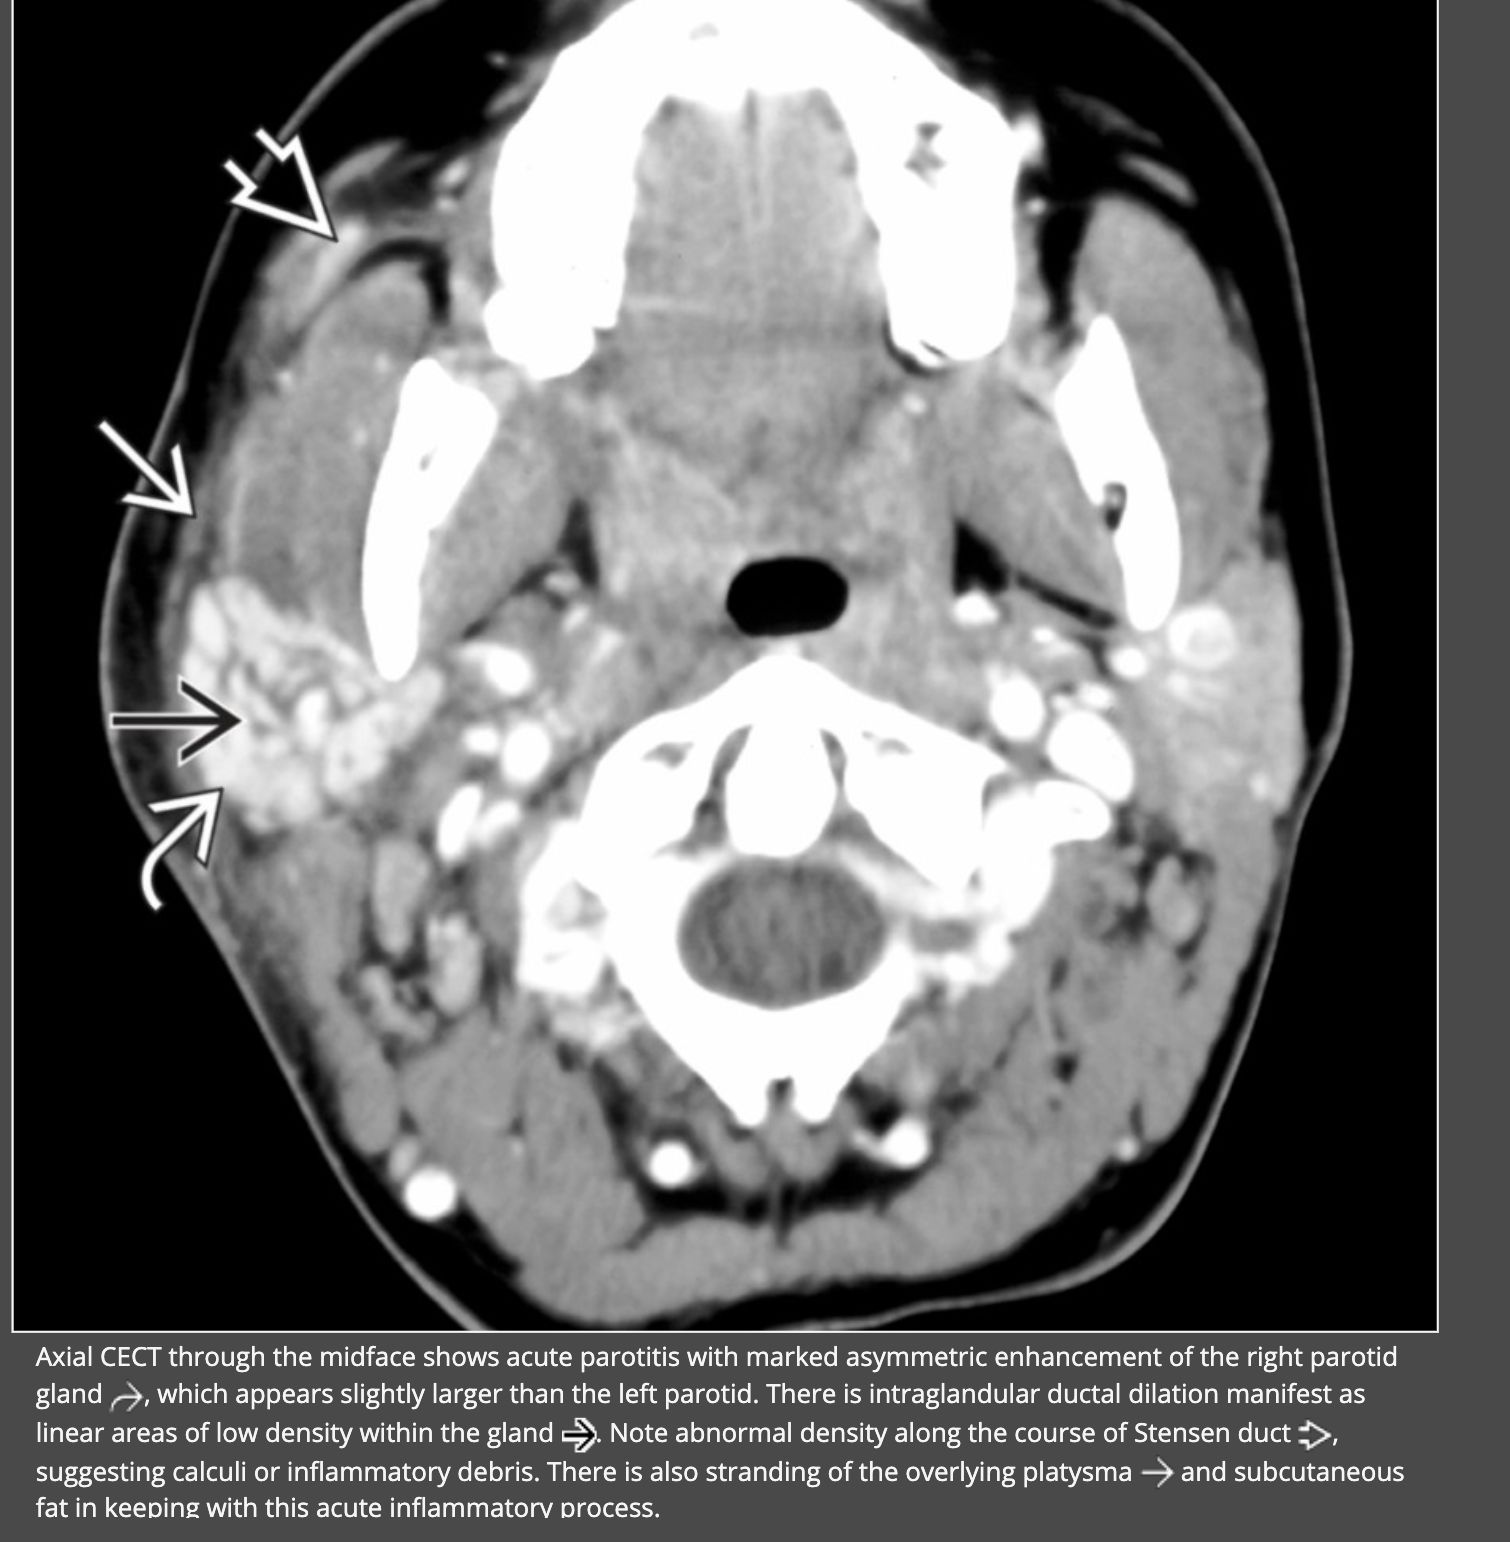 Axial CECT through the midface shows acute parotitis with marked asymmetric enhancement of the right parotid
gland , which appears slightly larger than the left parotid. There is intraglandular ductal dilation manifest as
linear areas of low density within the gland . Note abnormal density along the course of Stensen duct ,
suggesting calculi or inflammatory debris. There is also stranding of the overlying platysma and subcutaneous
fat in keeping with this acute inflammatory process.